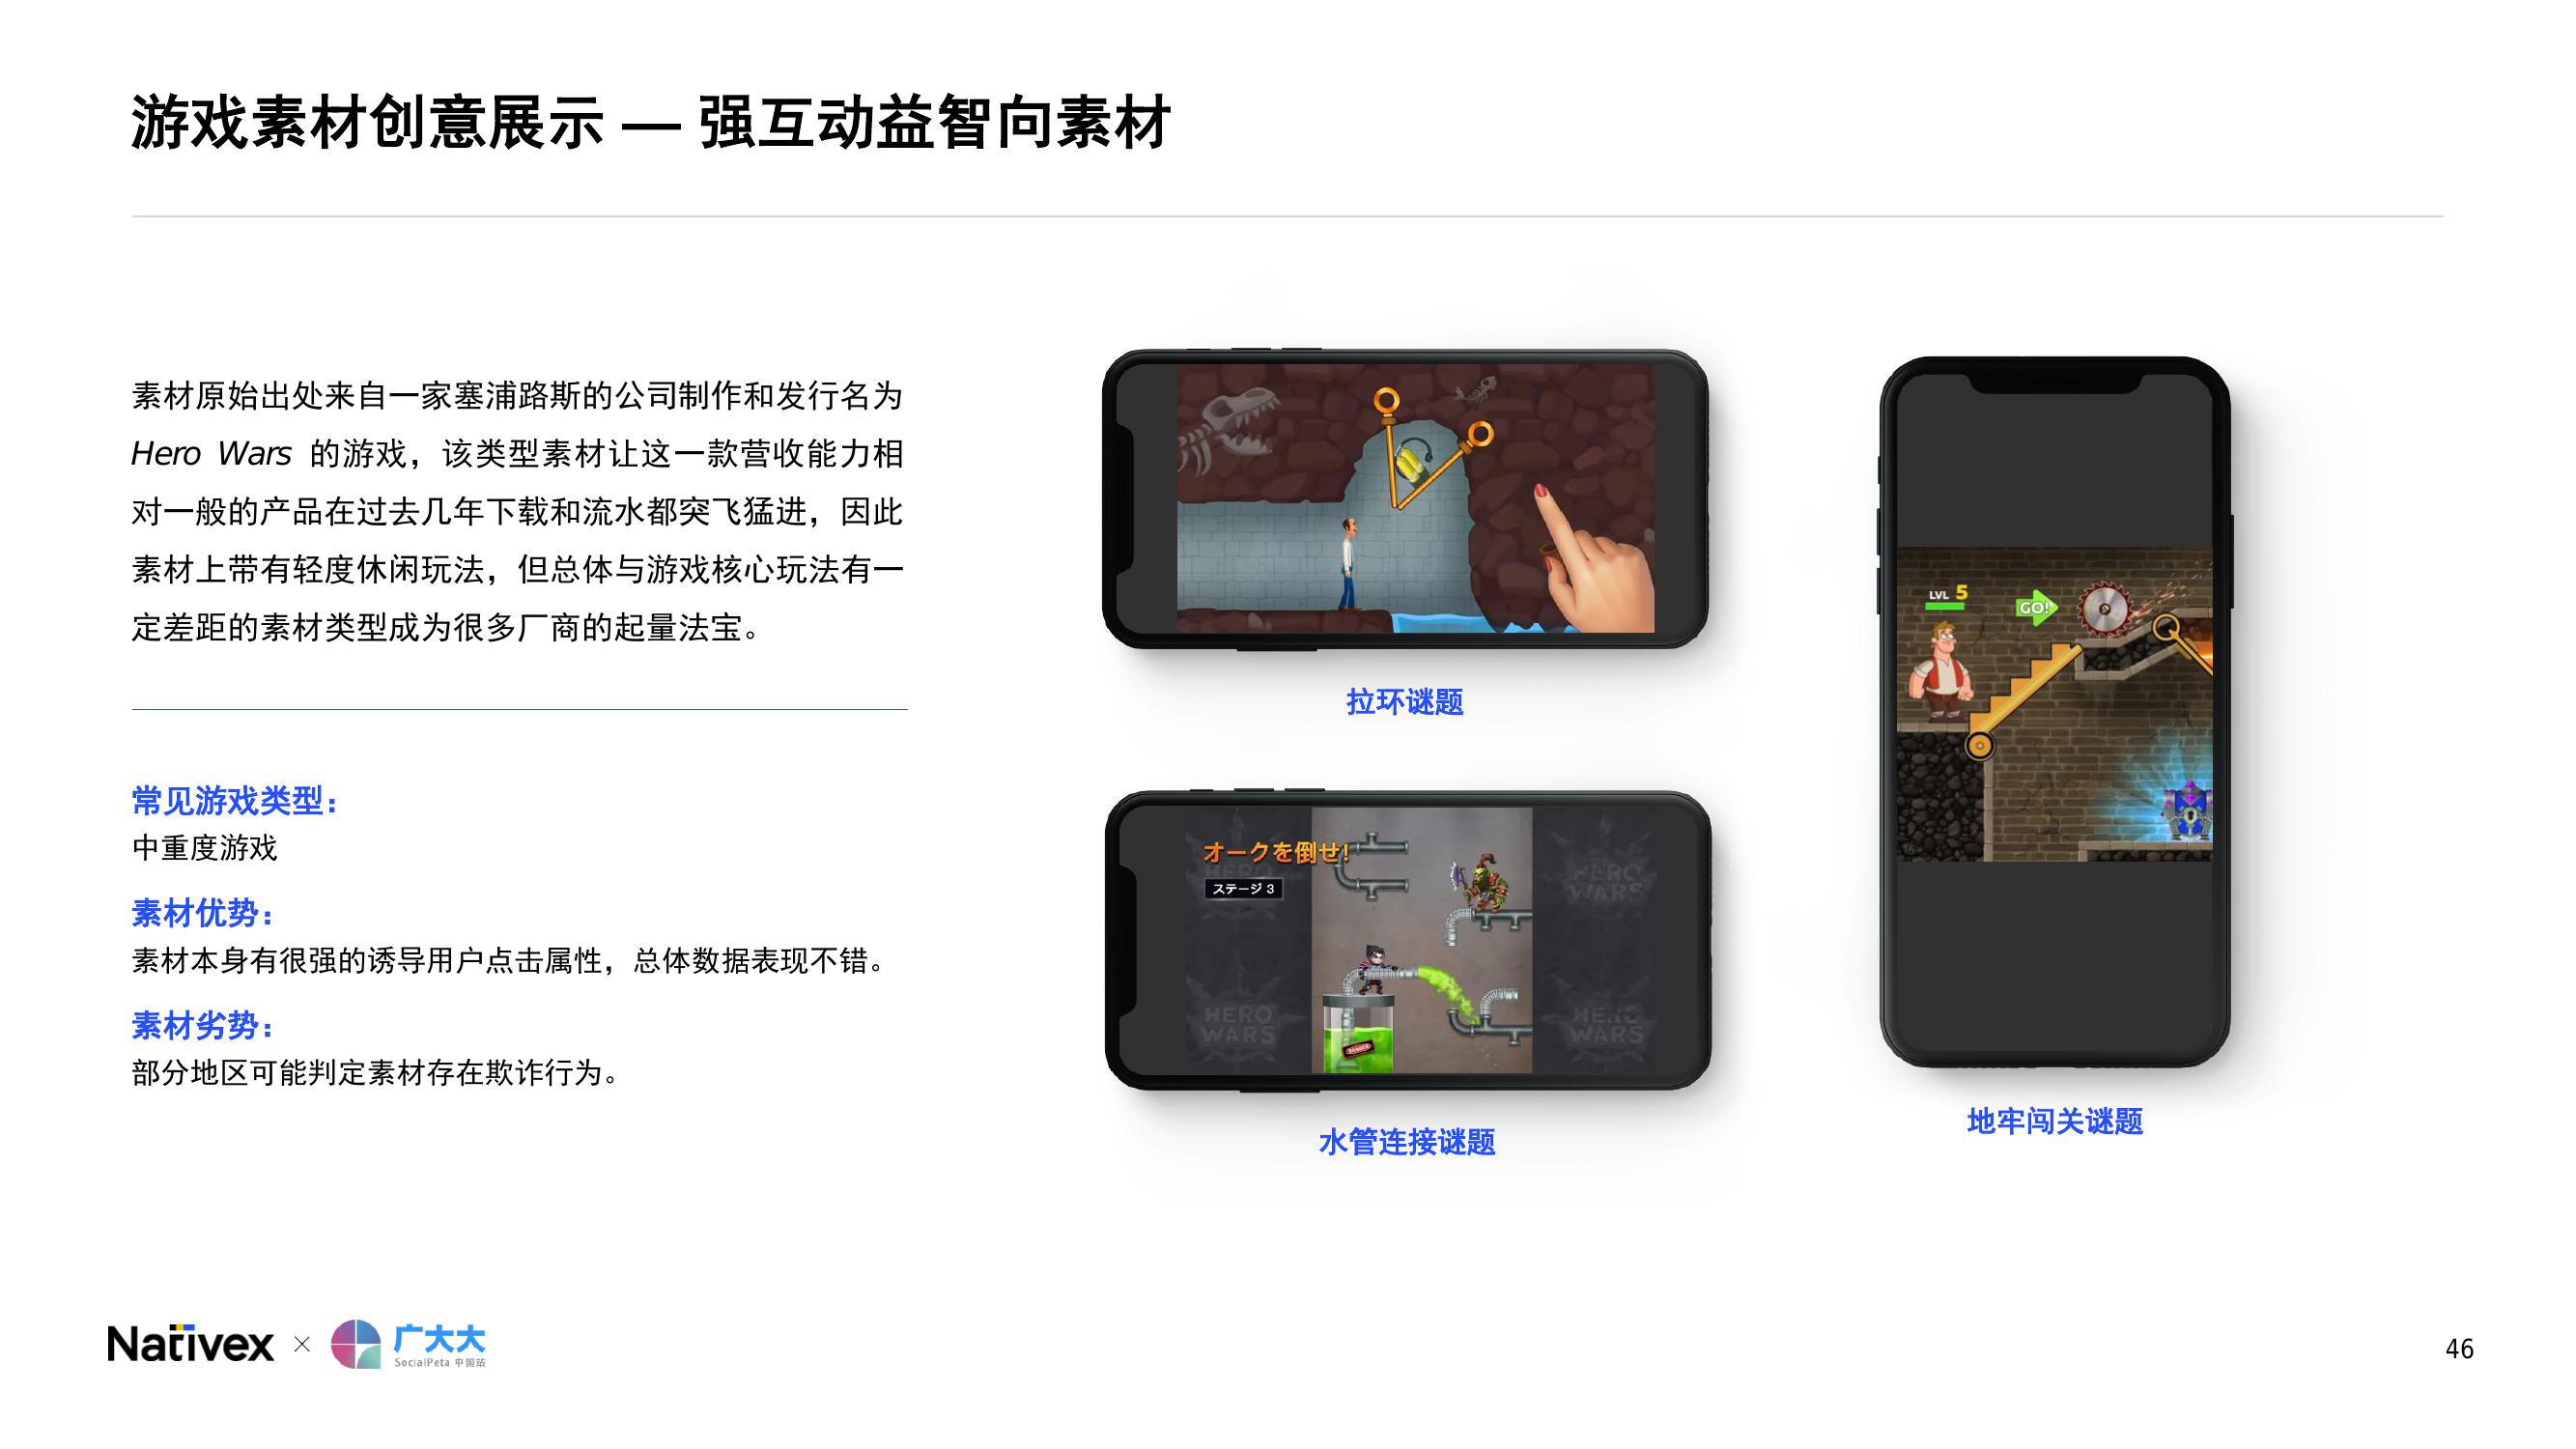 游戏素材创意展示 — 强互动益智向素材
素材原始出处来自一家塞浦路斯的公司制作和发行名为
Hero Wars 的游戏，该类型素材让这一款营收能力相
对一般的产品在过去几年下载和流水都突飞猛进，因此
素材上带有轻度休闲玩法，但总体与游戏核心玩法有一
定差距的素材类型成为很多厂商的起量法宝。
常见游戏类型：
中重度游戏
素材优势：
素材本身有很强的诱导用户点击属性，总体数据表现不错。
素材劣势：
部分地区可能判定素材存在欺诈行为。
拉环谜题
オークを倒せ!
ステージ 3
HERO
WARS
HERO
WARS
HERO
WARS
DANGER
水管连接谜题
LVL 5
GO!
地牢闯关谜题
Nativex × 广大大
SocialPeta 中国站
46